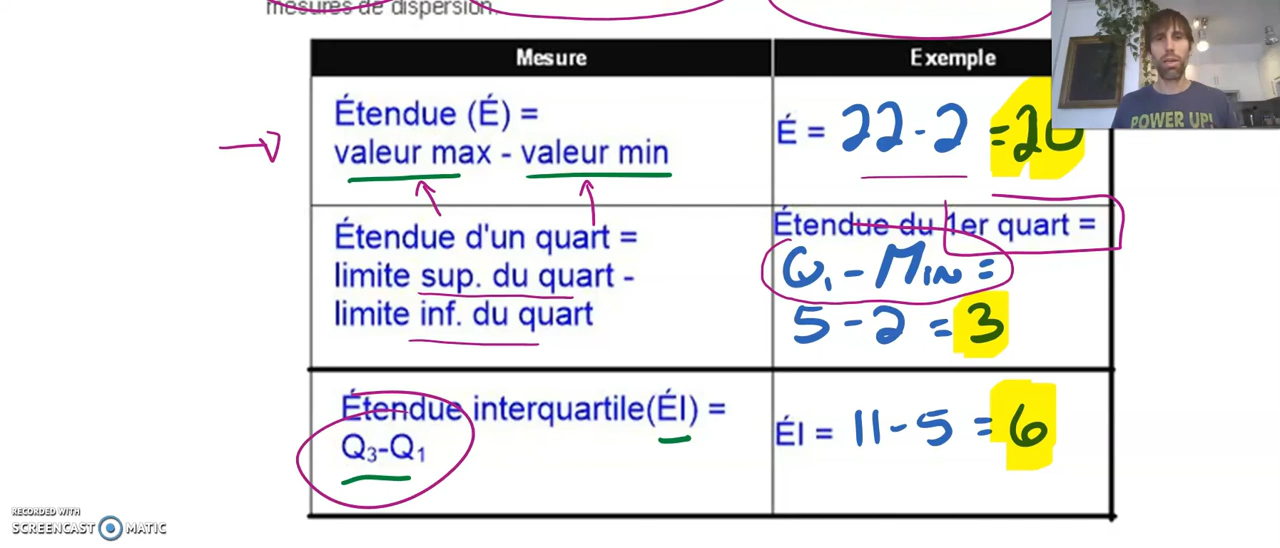 mesures de dispersion.
Mesure
Exemple
Étendue (É) =
valeur max - valeur min
É = 22-2 =20
Étendue d'un quart =
limite sup. du quart -
limite inf. du quart
Étendue du 1er quart =
Q1 - MIN =
5-2 = 3
Étendue interquartile(ÉI) =
Q3-Q1
ÉI = 11-5 = 6
POWER UP!
RECORDED WITH
SCREENCAST MATIC